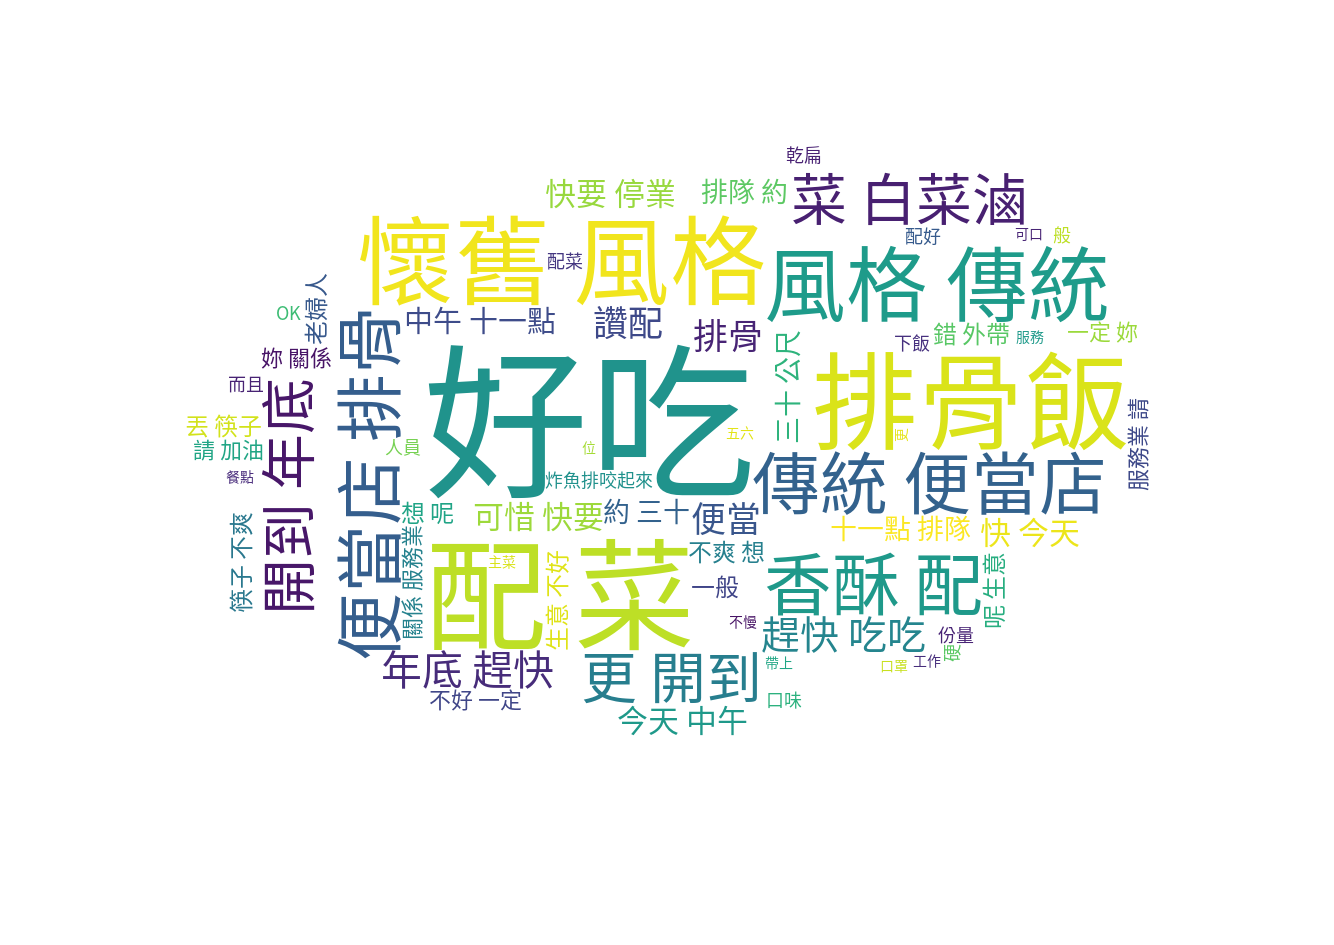 乾扁
快要 停業
排隊 約
菜 白菜滷
懷舊 風格
配菜
配好
可口
般
風格 傳統
OK
老婦人
中午 十一點
讚配
排骨
三十 公尺
下飯
錯 外帶
服務
一定 妳
妳 關係
而且
開到 年底
便當店 排骨
好吃
排骨飯
丟 筷子
請 加油
人員
位
五六
更
服務業 請
餐點
炸魚排咬起來
傳統 便當店
筷子 不爽
想 呢
可惜 快要
約 三十
便當
十一點 排隊
快 今天
關係 服務業
配菜
主菜
生意 不好
不爽 想
一般
香酥 配
呢 生意
不慢
趕快 吃吃
份量
硬
年底 趕快
更 開到
帶上
口罩
工作
不好 一定
口味
今天 中午